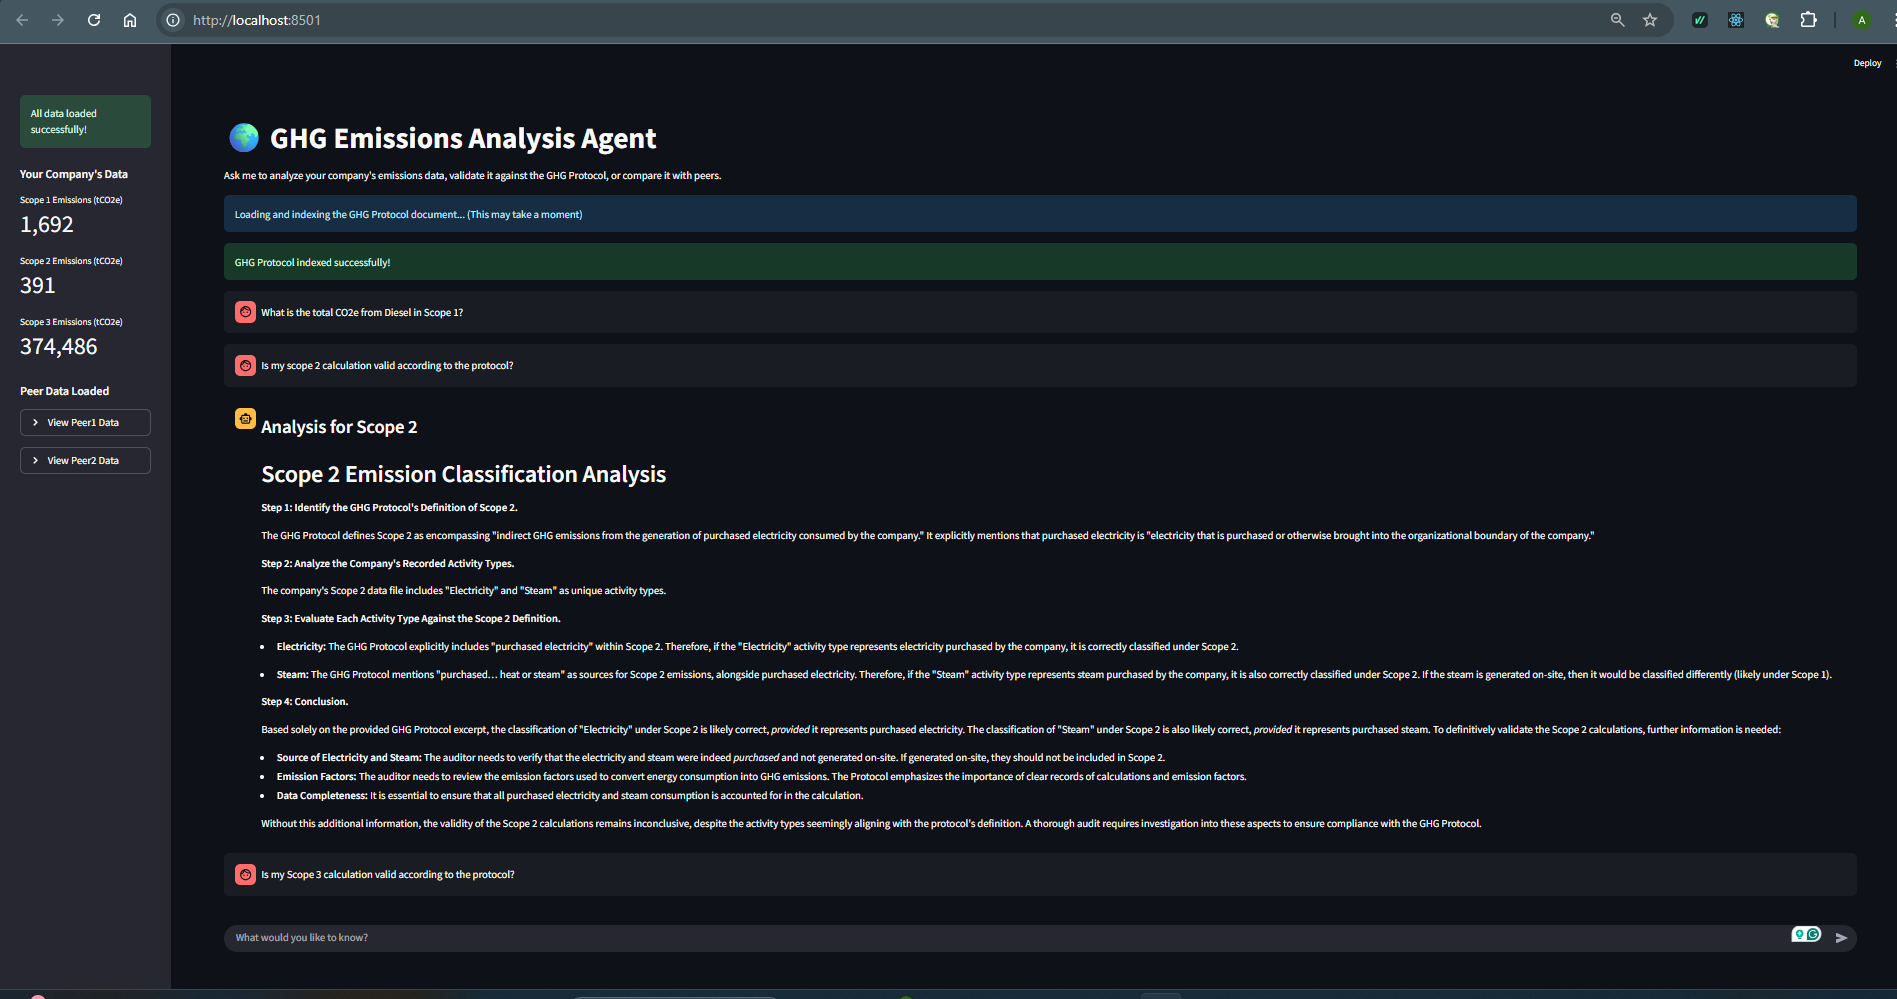 http://localhost:8501
A
Deploy
All data loaded
successfully!
Your Company's Data
Scope 1 Emissions (tCO2e)
1,692
Scope 2 Emissions (tCO2e)
391
Scope 3 Emissions (tCO2e)
374,486
Peer Data Loaded
View Peer1 Data
View Peer2 Data
GHG Emissions Analysis Agent
Ask me to analyze your company's emissions data, validate it against the GHG Protocol, or compare it with peers.
Loading and indexing the GHG Protocol document... (This may take a moment)
GHG Protocol indexed successfully!
What is the total CO2e from Diesel in Scope 1?
Is my scope 2 calculation valid according to the protocol?
Analysis for Scope 2
Scope 2 Emission Classification Analysis
Step 1: Identify the GHG Protocol's Definition of Scope 2.
The GHG Protocol defines Scope 2 as encompassing "indirect GHG emissions from the generation of purchased electricity consumed by the company." It explicitly mentions that purchased electricity is "electricity that is purchased or otherwise brought into the organizational boundary of the company."
Step 2: Analyze the Company's Recorded Activity Types.
The company's Scope 2 data file includes "Electricity" and "Steam" as unique activity types.
Step 3: Evaluate Each Activity Type Against the Scope 2 Definition.
• Electricity: The GHG Protocol explicitly includes "purchased electricity" within Scope 2. Therefore, if the "Electricity" activity type represents electricity purchased by the company, it is correctly classified under Scope 2.
• Steam: The GHG Protocol mentions "purchased... heat or steam" as sources for Scope 2 emissions, alongside purchased electricity. Therefore, if the "Steam" activity type represents steam purchased by the company, it is also correctly classified under Scope 2. If the steam is generated on-site, then it would be classified differently (likely under Scope 1).
Step 4: Conclusion.
Based solely on the provided GHG Protocol excerpt, the classification of "Electricity" under Scope 2 is likely correct, provided it represents purchased electricity. The classification of "Steam" under Scope 2 is also likely correct, provided it represents purchased steam. To definitively validate the Scope 2 calculations, further information is needed:
• Source of Electricity and Steam: The auditor needs to verify that the electricity and steam were indeed purchased and not generated on-site. If generated on-site, they should not be included in Scope 2.
• Emission Factors: The auditor needs to review the emission factors used to convert energy consumption into GHG emissions. The Protocol emphasizes the importance of clear records of calculations and emission factors.
• Data Completeness: It is essential to ensure that all purchased electricity and steam consumption is accounted for in the calculation.
Without this additional information, the validity of the Scope 2 calculations remains inconclusive, despite the activity types seemingly aligning with the protocol's definition. A thorough audit requires investigation into these aspects to ensure compliance with the GHG Protocol.
Is my Scope 3 calculation valid according to the protocol?
What would you like to know?